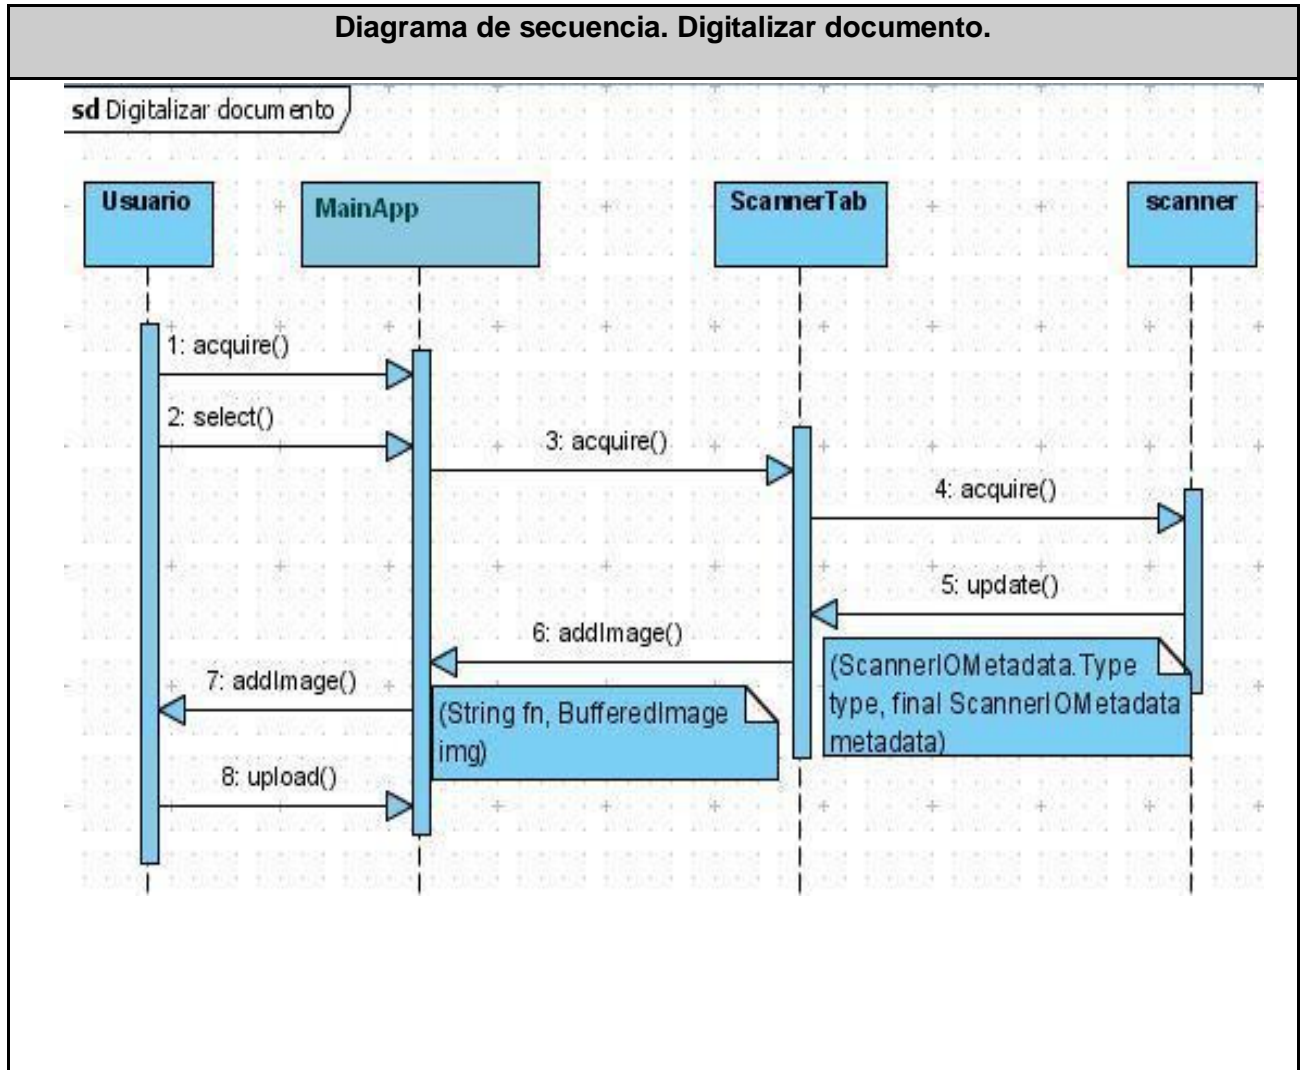 Diagrama de secuencia. Digitalizar documento.
sd Digitalizar documento
Usuario
MainApp
ScannerTab
scanner
1: acquire()
2: select()
3: acquire()
4: acquire()
5: update()
6: addImage()
(ScannerIOMetadata.Type
type, final ScannerIOMetadata
metadata)
7: addImage()
(String fn, BufferedImage
img)
8: upload()